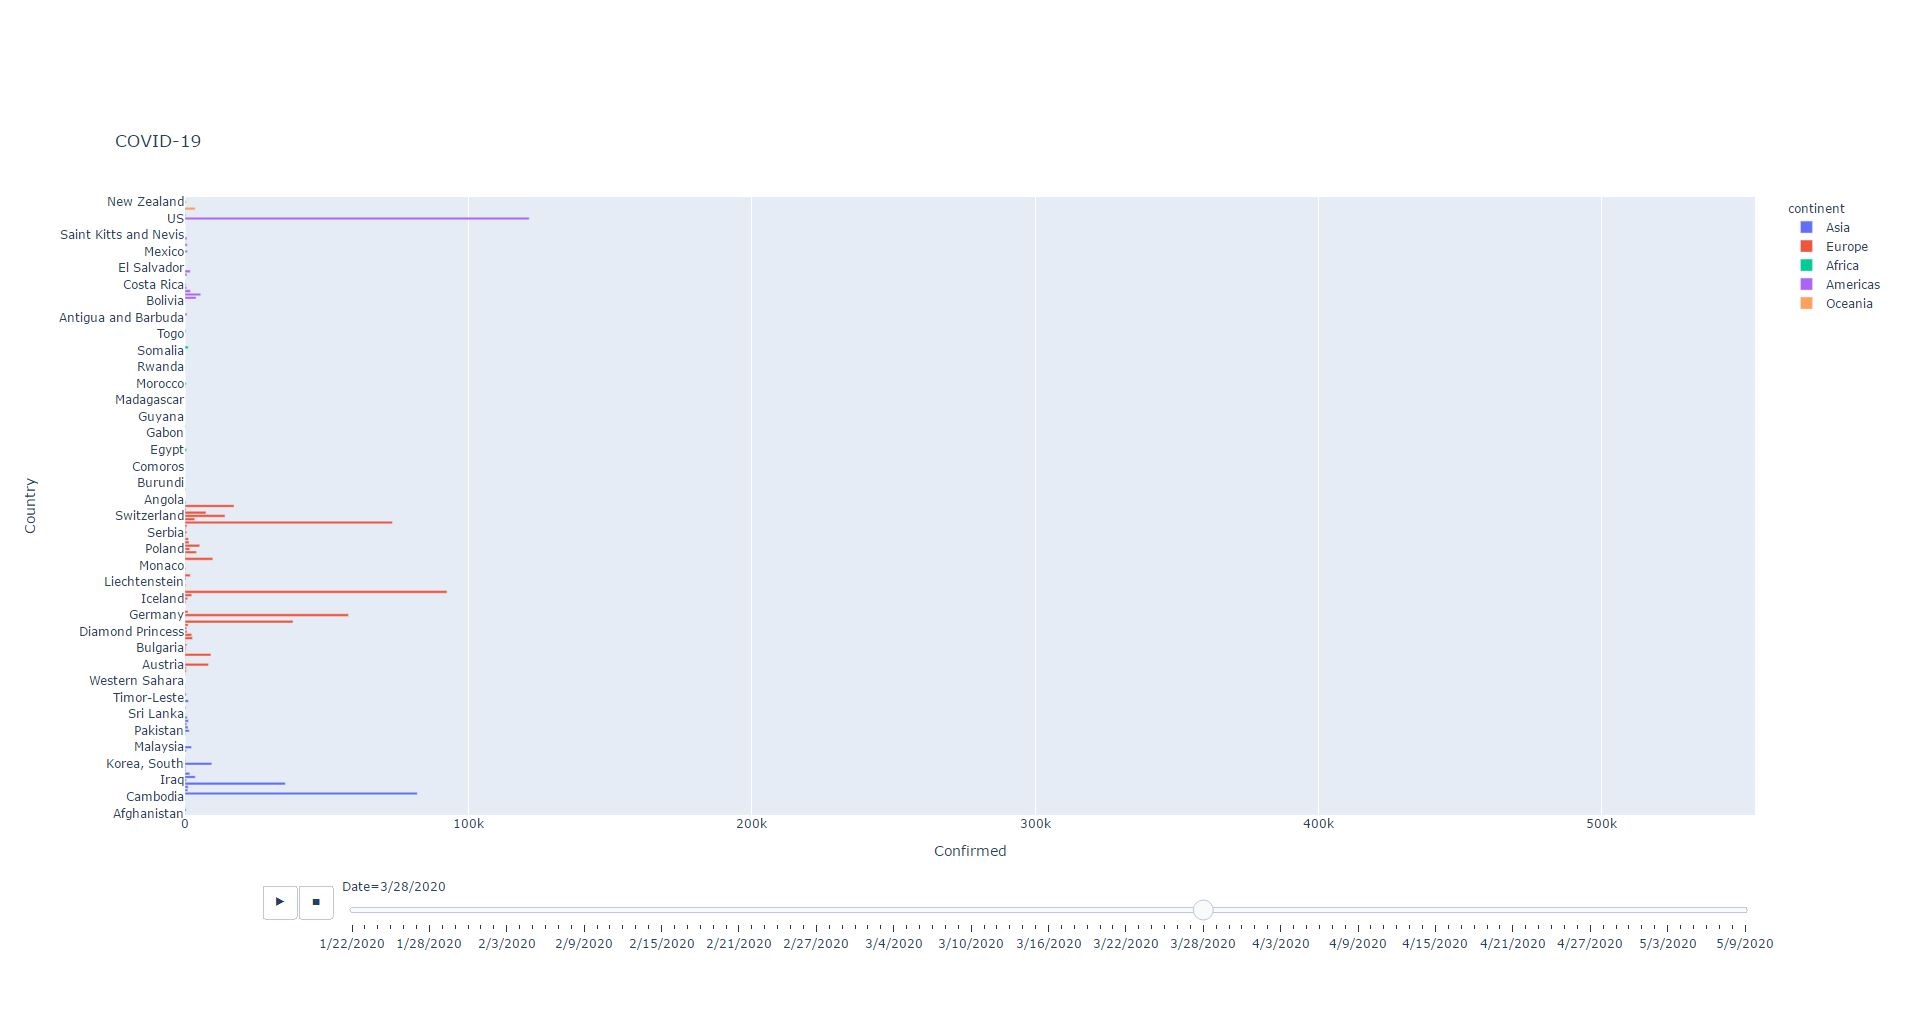 COVID-19
New Zealand
US
Saint Kitts and Nevis
Mexico
El Salvador
Costa Rica
Bolivia
Antigua and Barbuda
Togo
Somalia
Rwanda
Morocco
Madagascar
Guyana
Gabon
Egypt
Comoros
Burundi
Angola
Switzerland
Serbia
Poland
Monaco
Liechtenstein
Iceland
Germany
Diamond Princess
Bulgaria
Austria
Western Sahara
Timor-Leste
Sri Lanka
Pakistan
Malaysia
Korea, South
Iraq
Cambodia
Afghanistan
Country
0 100k 200k 300k 400k 500k
Confirmed
continent
Asia
Europe
Africa
Americas
Oceania
Date=3/28/2020
1/22/2020 1/28/2020 2/3/2020 2/9/2020 2/15/2020 2/21/2020 2/27/2020 3/4/2020 3/10/2020 3/16/2020 3/22/2020 3/28/2020 4/3/2020 4/9/2020 4/15/2020 4/21/2020 4/27/2020 5/3/2020 5/9/2020